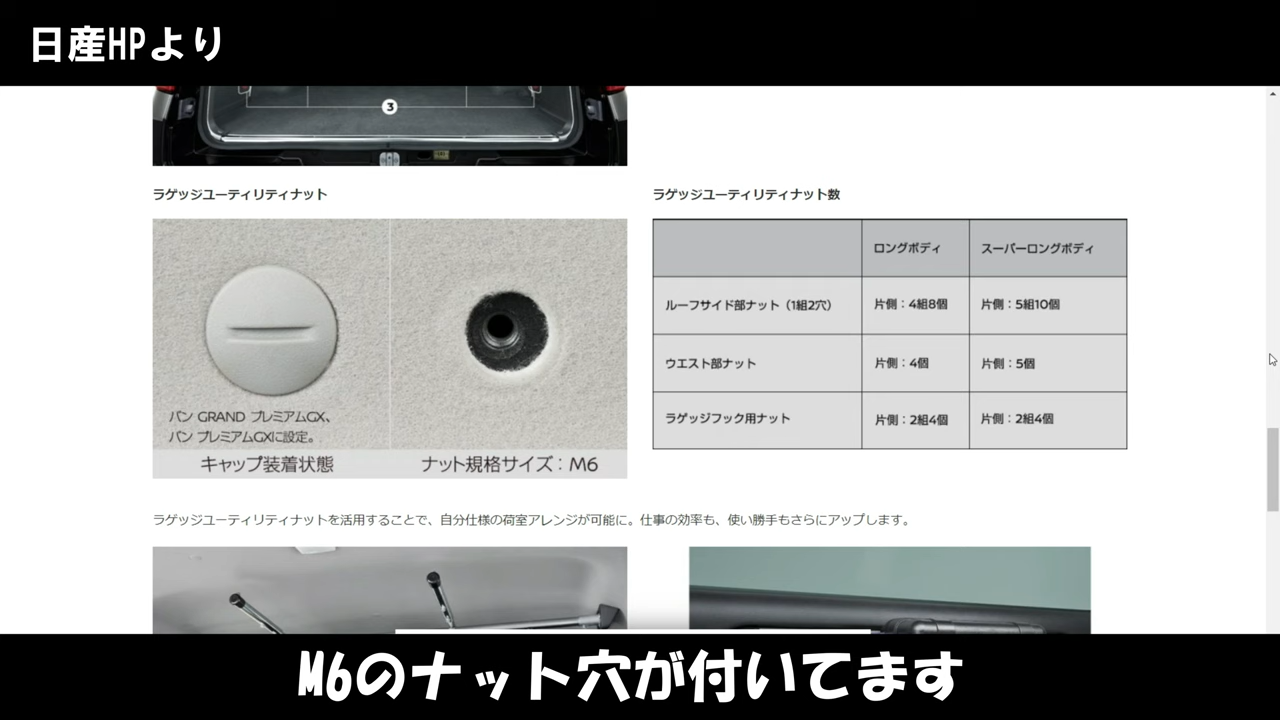 日産HPより
3
ラゲッジユーティリティナット
ラゲッジユーティリティナット数
バン GRAND プレミアムGX、
バン プレミアムGXに設定。
キャップ装着状態
ナット規格サイズ：M6
ロングボディ
スーパーロングボディ
ルーフサイド部ナット（1組2穴）
片側：4組8個
片側：5組10個
ウエスト部ナット
片側：4個
片側：5個
ラゲッジフック用ナット
片側：2組4個
片側：2組4個
ラゲッジユーティリティナットを活用することで、自分仕様の荷室アレンジが可能に。仕事の効率も、使い勝手もさらにアップします。
M6のナット穴が付いてます